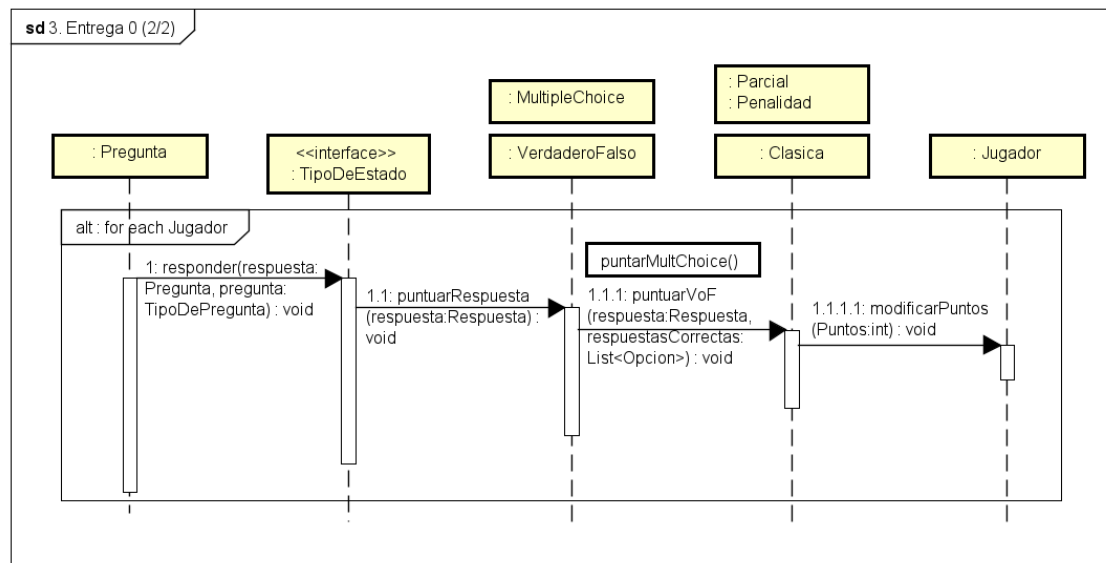 sd 3. Entrega 0 (2/2)
: MultipleChoice
: Parcial
: Penalidad
: Pregunta
<<interface>>
: TipoDeEstado
: VerdaderoFalso
: Clasica
: Jugador
alt : for each Jugador
puntarMultChoice()
1: responder(respuesta:
Pregunta, pregunta:
TipoDePregunta) : void
1.1: puntuarRespuesta
(respuesta:Respuesta) :
void
1.1.1: puntuarVoF
(respuesta:Respuesta,
respuestasCorrectas:
List<Opcion>) : void
1.1.1.1: modificarPuntos
(Puntos:int) : void